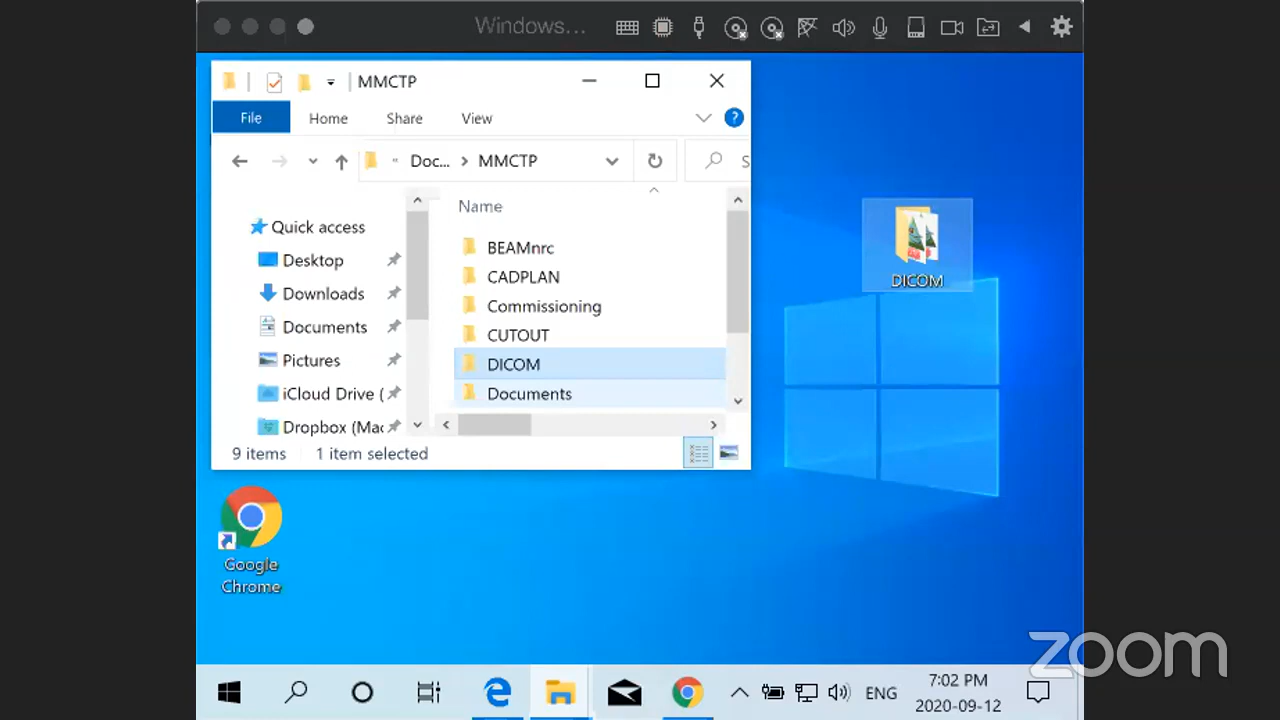 Windows...
MMCTP
File
Home
Share
View
Doc...
MMCTP
S
Name
Quick access
Desktop
Downloads
Documents
Pictures
iCloud Drive (
Dropbox (Mac
BEAMnrc
CADPLAN
Commissioning
CUTOUT
DICOM
Documents
9 items
1 item selected
DICOM
Google
Chrome
zoom
ENG
7:02 PM
2020-09-12